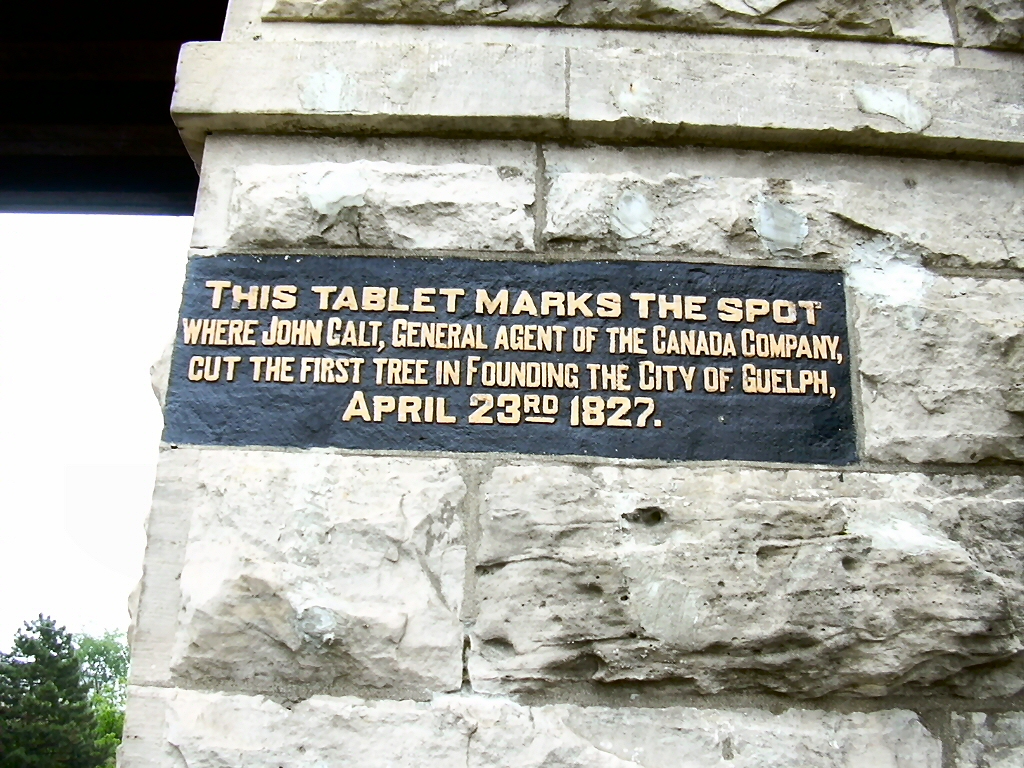 THIS TABLET MARKS THE SPOT
WHERE JOHN GALT, GENERAL AGENT OF THE CANADA COMPANY,
CUT THE FIRST TREE IN FOUNDING THE CITY OF GUELPH,
APRIL 23RD 1827.